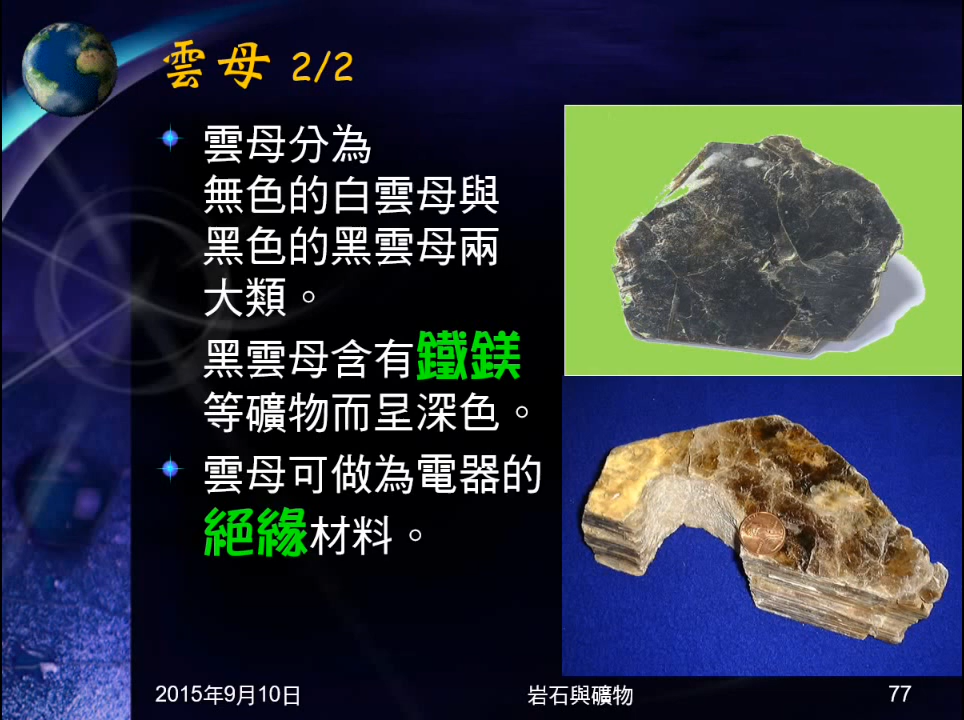 雲母 2/2
雲母分為
無色的白雲母與
黑色的黑雲母兩
大類。
黑雲母含有鐵鎂
等礦物而呈深色。
雲母可做為電器的
絕緣材料。
2015年9月10日
岩石與礦物
77